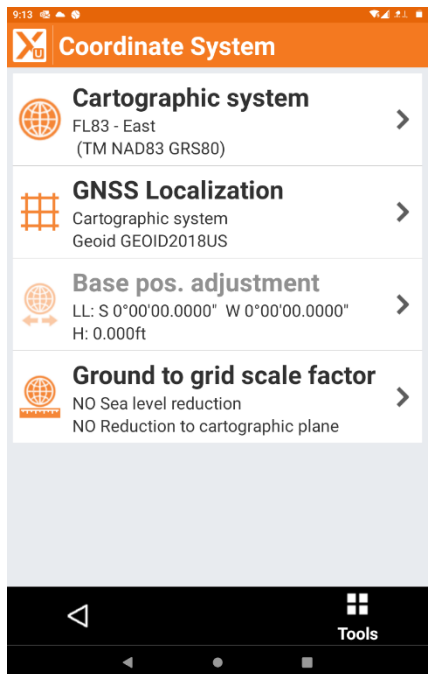 9:13
Xu
Coordinate System
Cartographic system
FL83 - East
(TM NAD83 GRS80)
GNSS Localization
Cartographic system
Geoid GEOID2018US
Base pos. adjustment
LL: S 0°00'00.0000" W 0°00'00.0000"
H: 0.000ft
Ground to grid scale factor
NO Sea level reduction
NO Reduction to cartographic plane
Tools